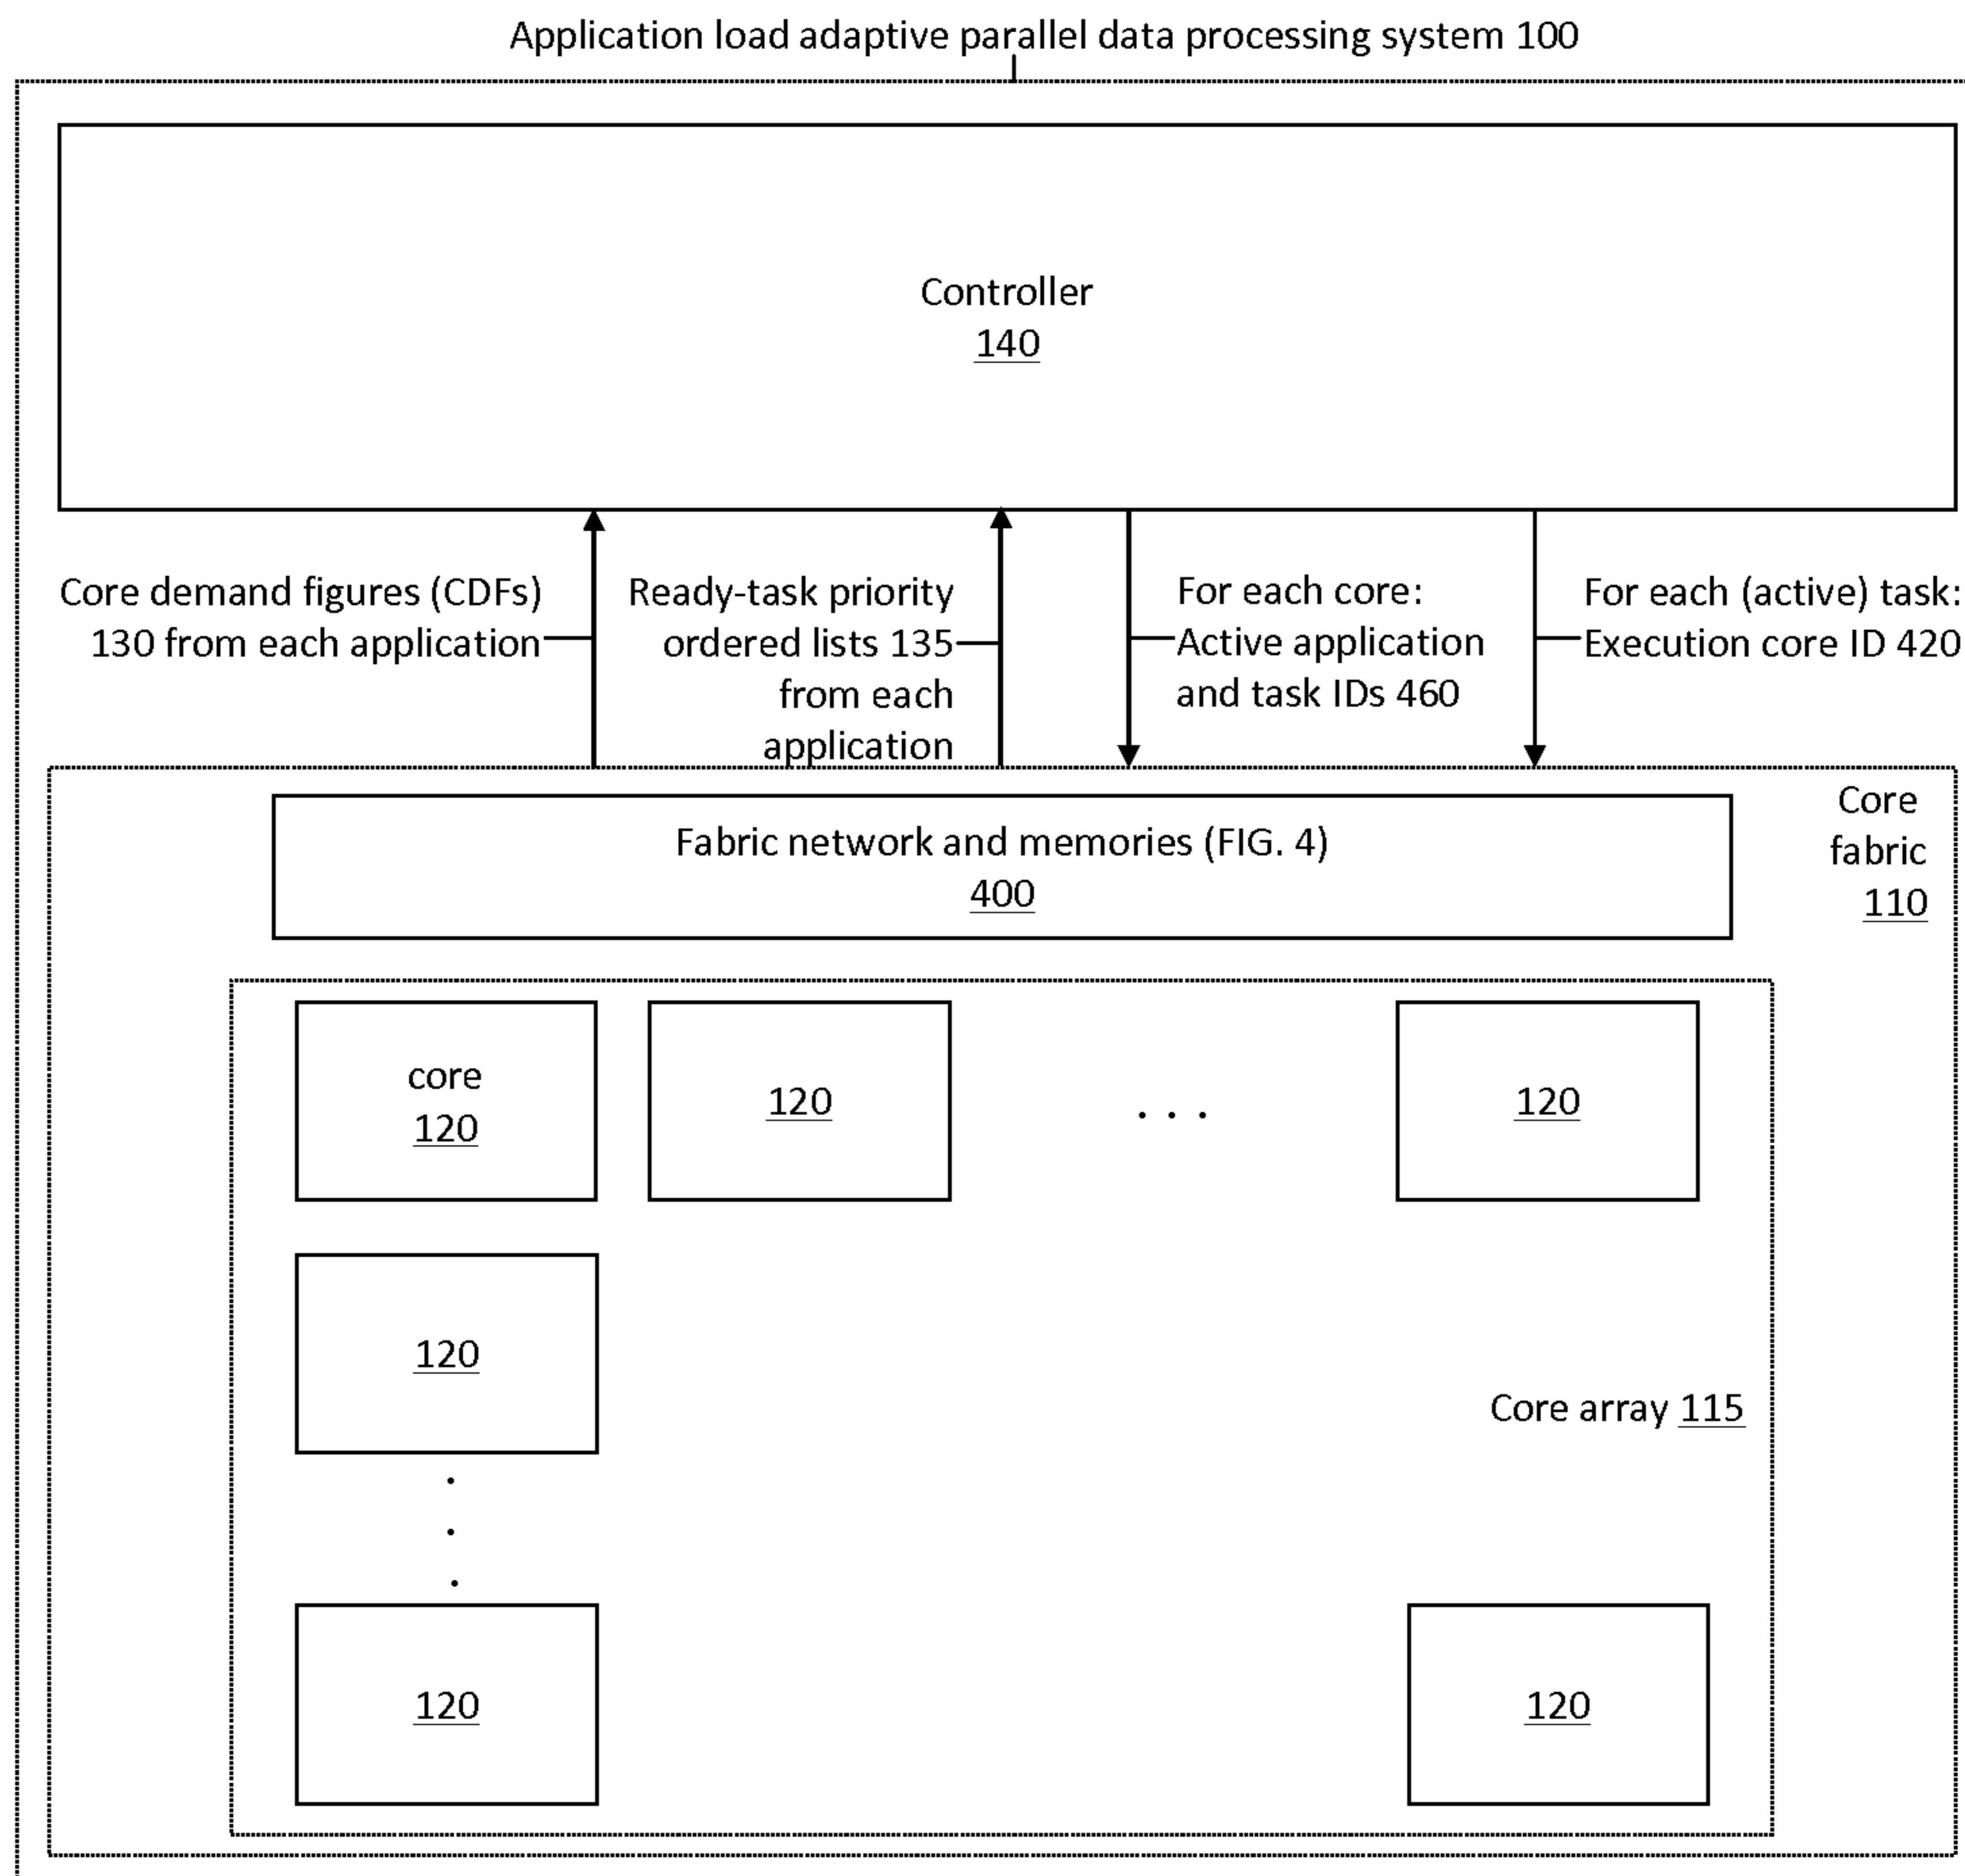 Application load adaptive parallel data processing system 100
Controller
140
Core demand figures (CDFs)
130 from each application
Ready-task priority
ordered lists 135
from each
application
For each core:
Active application
and task IDs 460
For each (active) task:
Execution core ID 420
Fabric network and memories (FIG. 4)
400
Core
fabric
110
core
120
120
. . .
120
120
.
.
.
Core array 115
120
120